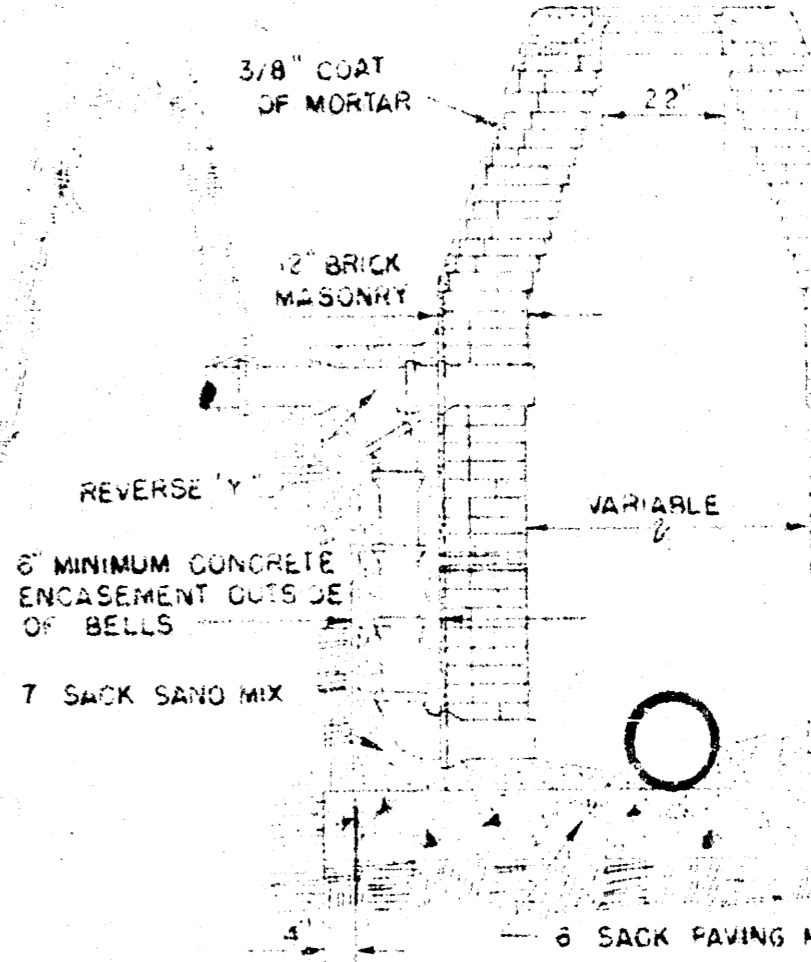 3/8" COAT
OF MORTAR
22"
12" BRICK
MASONRY
REVERSE "Y"
VARIABLE
6" MINIMUM CONCRETE
ENCASEMENT OUTSIDE
OF BELLS
7 SACK SAND MIX
4"
6 SACK PAVING